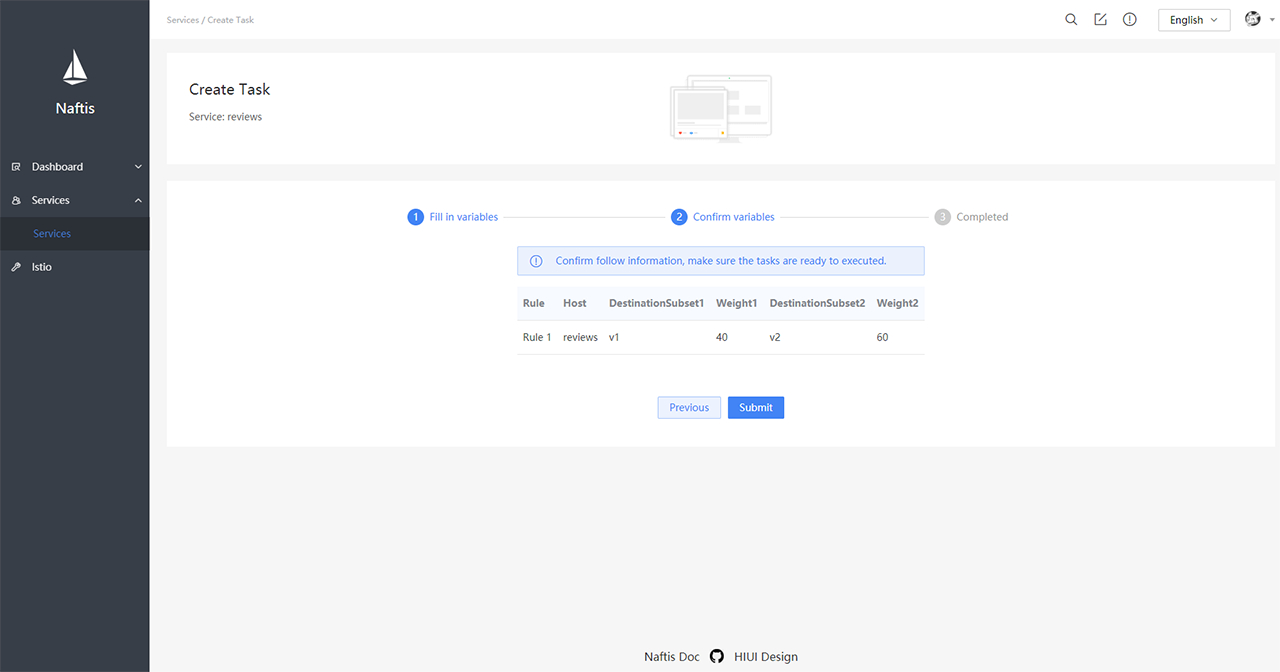 Services / Create Task
English
Naftis
Create Task
Service: reviews
Dashboard
Services
Services
Istio
1 Fill in variables 2 Confirm variables 3 Completed
Confirm follow information, make sure the tasks are ready to executed.
Rule Host DestinationSubset1 Weight1 DestinationSubset2 Weight2
Rule 1 reviews v1 40 v2 60
Previous Submit
Naftis Doc HIUI Design